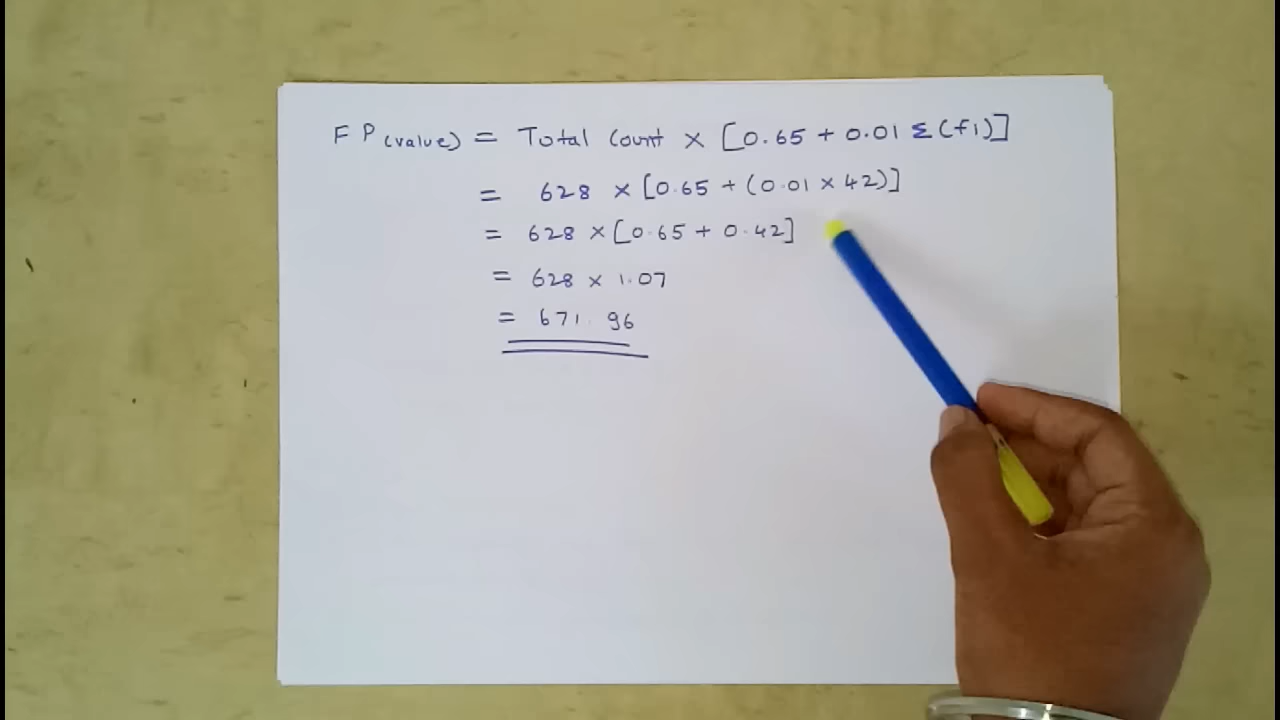 FP (value) = Total Count × [0.65 + 0.01 Σ (fi)]
= 628 × [0.65 + (0.01 × 42)]
= 628 × [0.65 + 0.42]
= 628 × 1.07
= 671.96